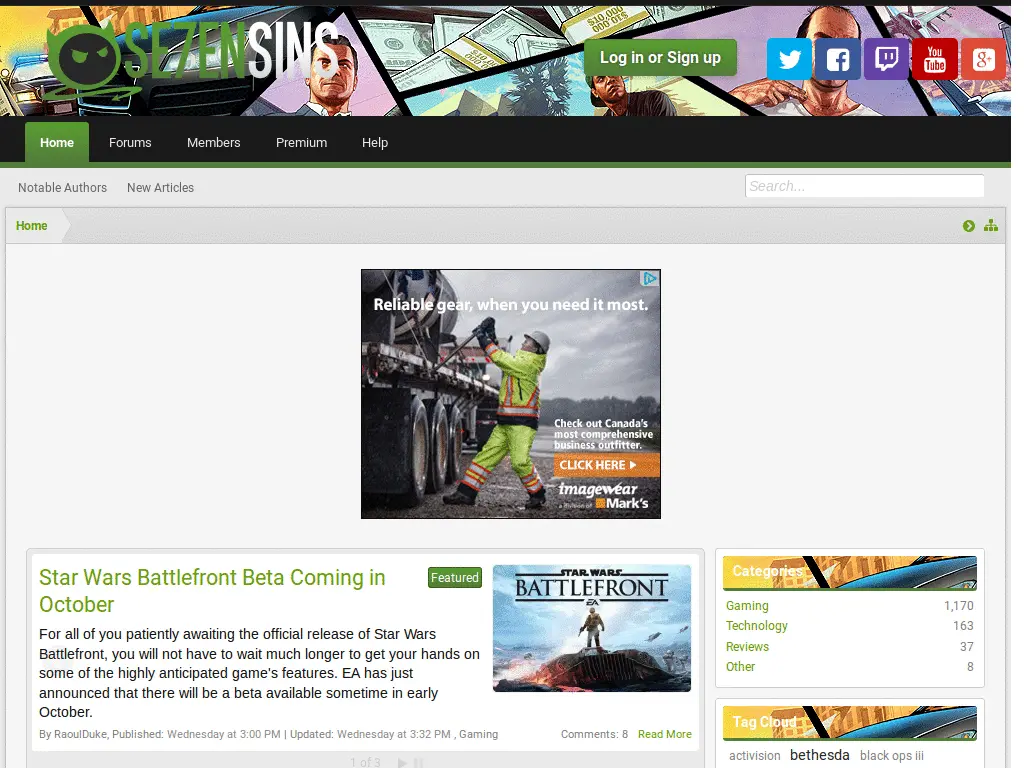 SE7ENSINS
$10,000
Log in or Sign up
You
Tube
Home
Forums
Members
Premium
Help
Notable Authors
New Articles
Search...
Home
Reliable gear, when you need it most.
Check out Canada's
most comprehensive
business outfitter.
CLICK HERE
imagewear
a division of Mark's
Star Wars Battlefront Beta Coming in
October
Featured
STAR WARS
BATTLEFRONT
EA
For all of you patiently awaiting the official release of Star Wars
Battlefront, you will not have to wait much longer to get your hands on
some of the highly anticipated game's features. EA has just
announced that there will be a beta available sometime in early
October.
By RaoulDuke, Published: Wednesday at 3:00 PM | Updated: Wednesday at 3:32 PM , Gaming
Comments: 8 Read More
1 of 3
Categories
Gaming 1,170
Technology 163
Reviews 37
Other 8
Tag Cloud
activision bethesda black ops iii